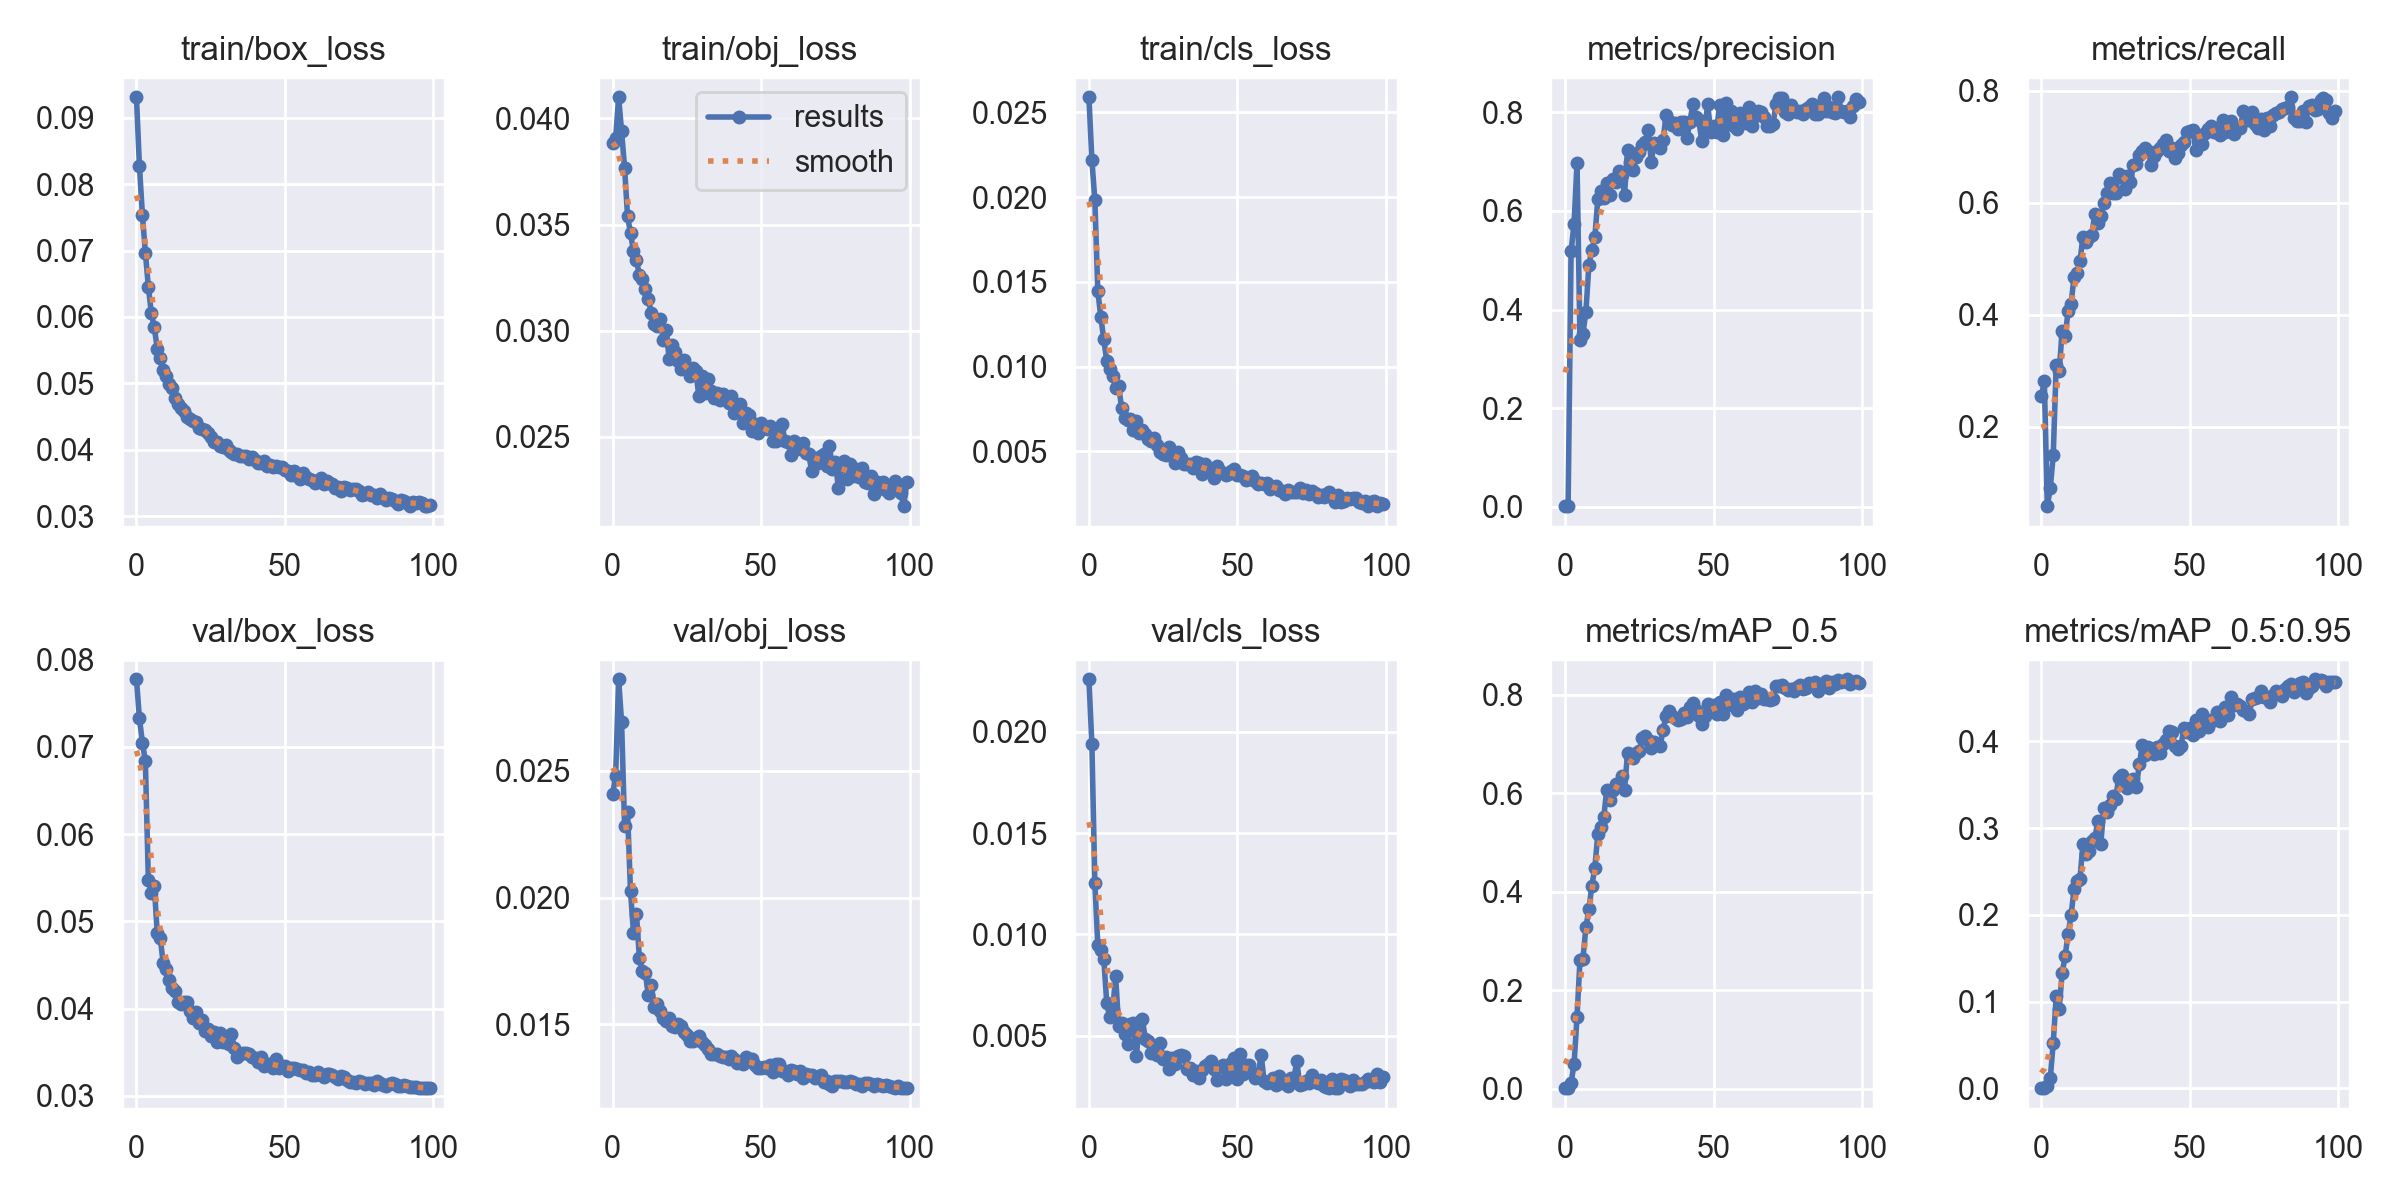 train/box_loss
0.09
0.08
0.07
0.06
0.05
0.04
0.03
0 50 100
train/obj_loss
results
smooth
0.040
0.035
0.030
0.025
0 50 100
train/cls_loss
0.025
0.020
0.015
0.010
0.005
0 50 100
metrics/precision
0.8
0.6
0.4
0.2
0.0
0 50 100
metrics/recall
0.8
0.6
0.4
0.2
0 50 100
val/box_loss
0.08
0.07
0.06
0.05
0.04
0.03
0 50 100
val/obj_loss
0.025
0.020
0.015
0 50 100
val/cls_loss
0.020
0.015
0.010
0.005
0 50 100
metrics/mAP_0.5
0.8
0.6
0.4
0.2
0.0
0 50 100
metrics/mAP_0.5:0.95
0.4
0.3
0.2
0.1
0.0
0 50 100